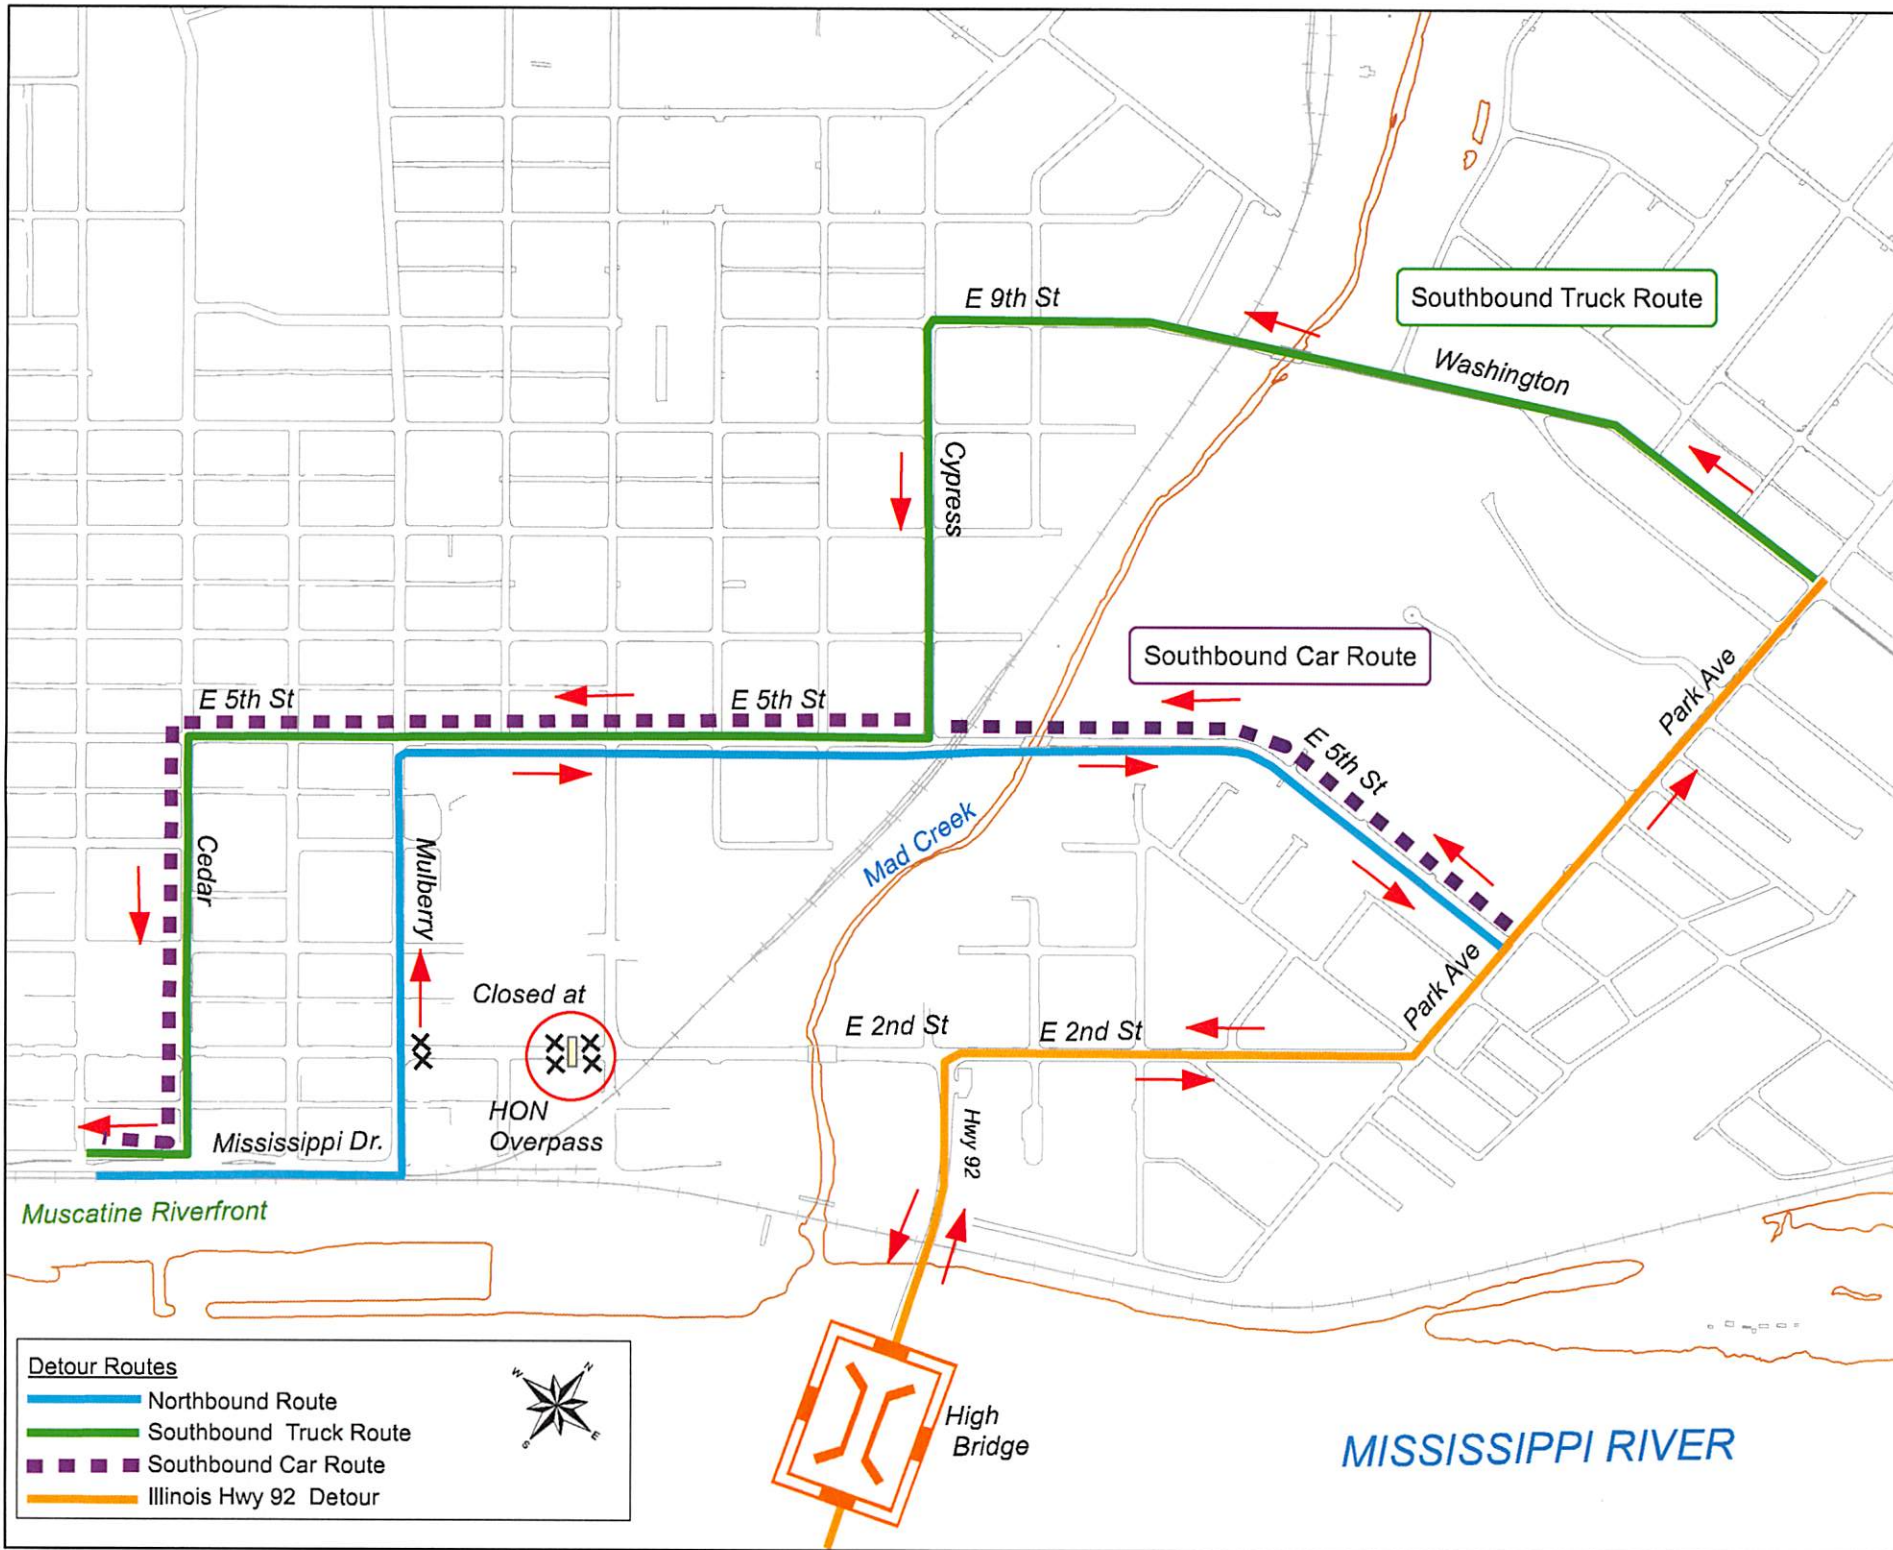 E 9th St
Southbound Truck Route
Washington
Cypress
Southbound Car Route
Park Ave
E 5th St
E 5th St
E 5th St
Mad Creek
Cedar
Mulberry
Park Ave
Closed at
E 2nd St
E 2nd St
HON
Overpass
Mississippi Dr.
Hwy 92
Muscatine Riverfront
Detour Routes
Northbound Route
Southbound Truck Route
Southbound Car Route
Illinois Hwy 92 Detour
W
N
S
E
High
Bridge
MISSISSIPPI RIVER